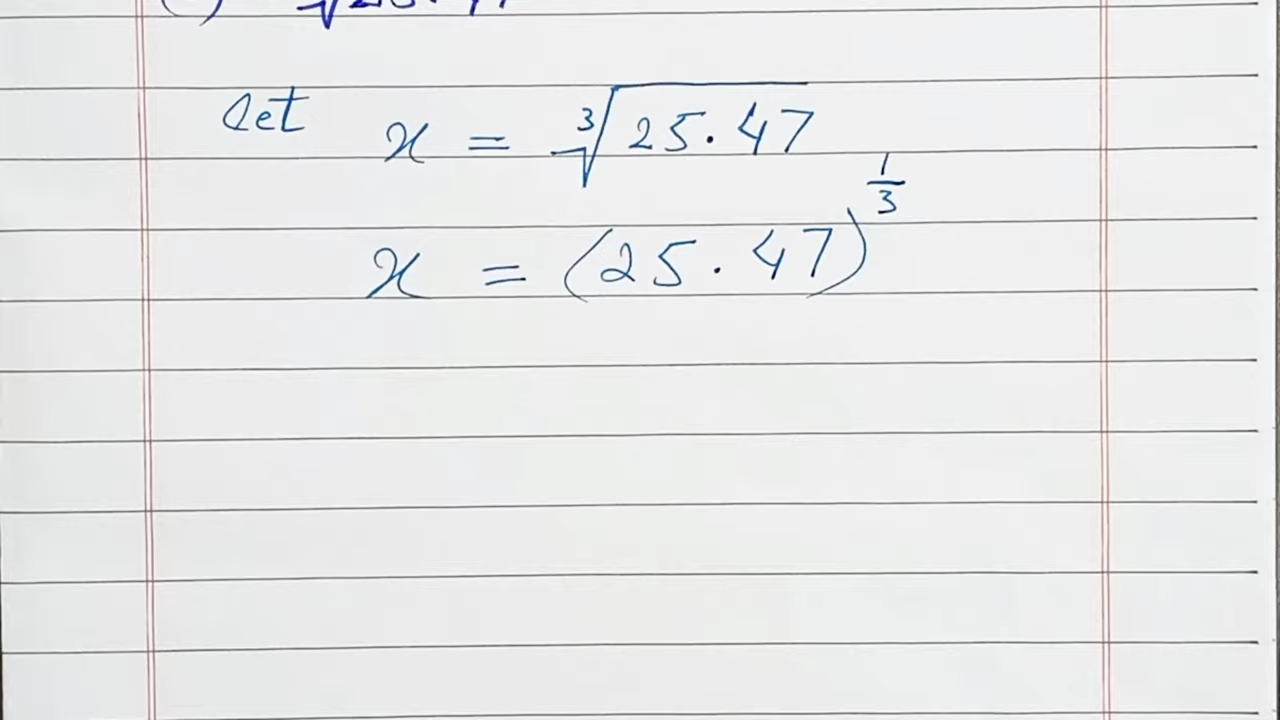 Let x = ∛25.47
x = (25.47)^(1/3)